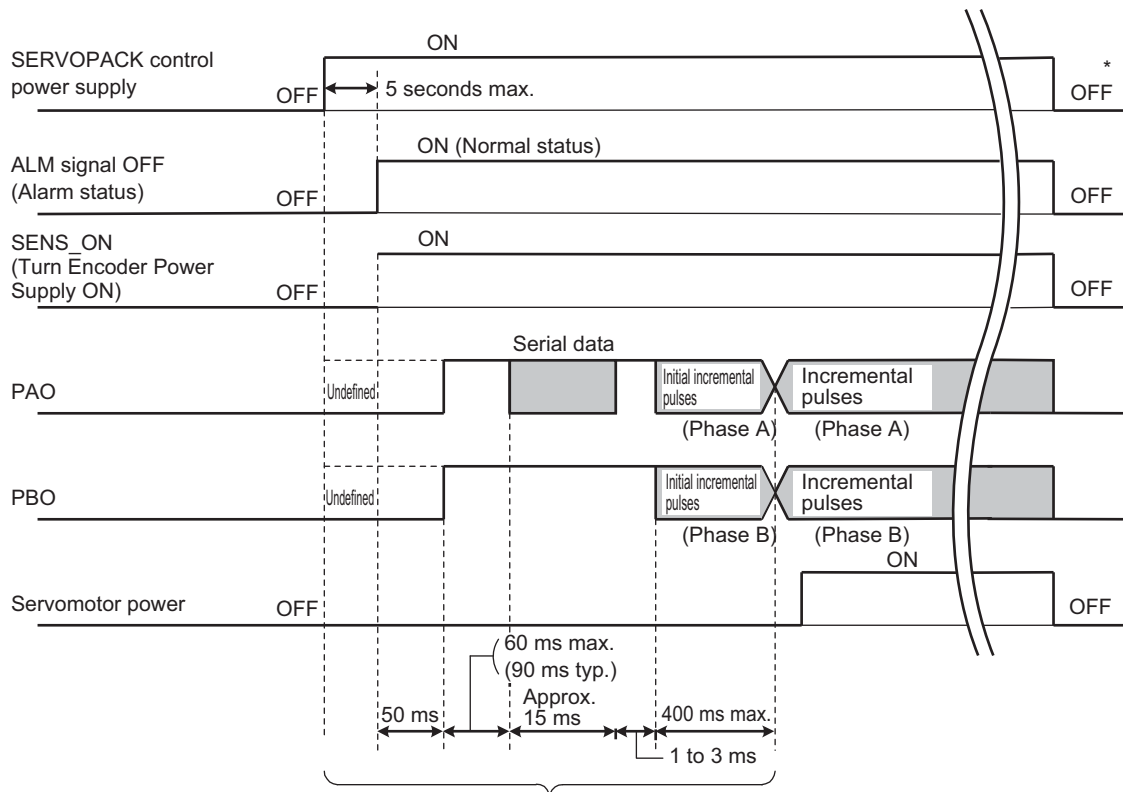 ON
SERVOPACK control
power supply
OFF
5 seconds max.
*
OFF
ON (Normal status)
ALM signal OFF
(Alarm status)
OFF
OFF
SENS_ON
(Turn Encoder Power
Supply ON)
ON
OFF
OFF
Serial data
PAO
Undefined
Initial incremental
pulses
Incremental
pulses
(Phase A)
(Phase A)
PBO
Undefined
Initial incremental
pulses
Incremental
pulses
(Phase B)
(Phase B)
ON
Servomotor power
OFF
OFF
60 ms max.
(90 ms typ.)
50 ms
Approx.
15 ms
400 ms max.
1 to 3 ms